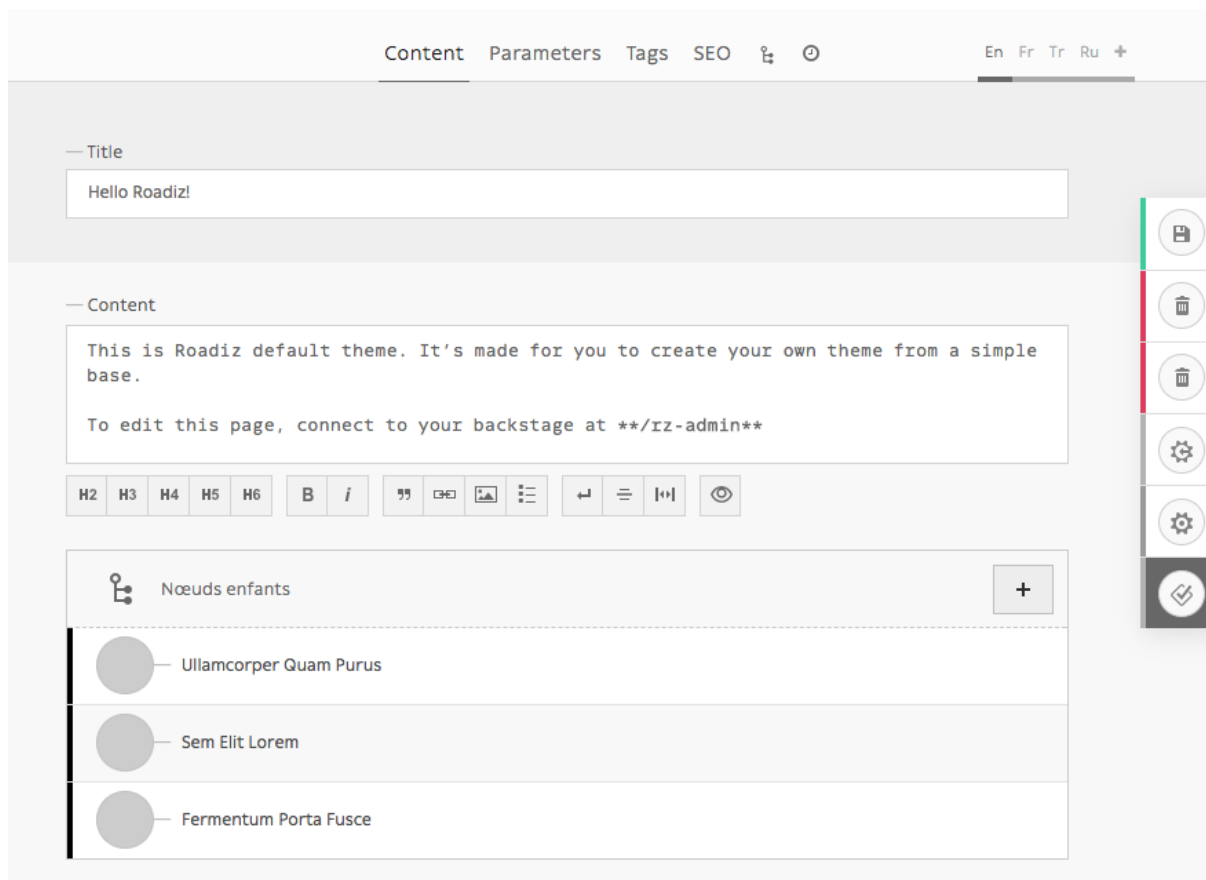 Content Parameters Tags SEO
En Fr Tr Ru +
Title
Hello Roadiz!
Content
This is Roadiz default theme. It’s made for you to create your own theme from a simple
base.
To edit this page, connect to your backstage at **/rz-admin**
H2 H3 H4 H5 H6 B i
Nœuds enfants
+
Ullamcorper Quam Purus
Sem Elit Lorem
Fermentum Porta Fusce